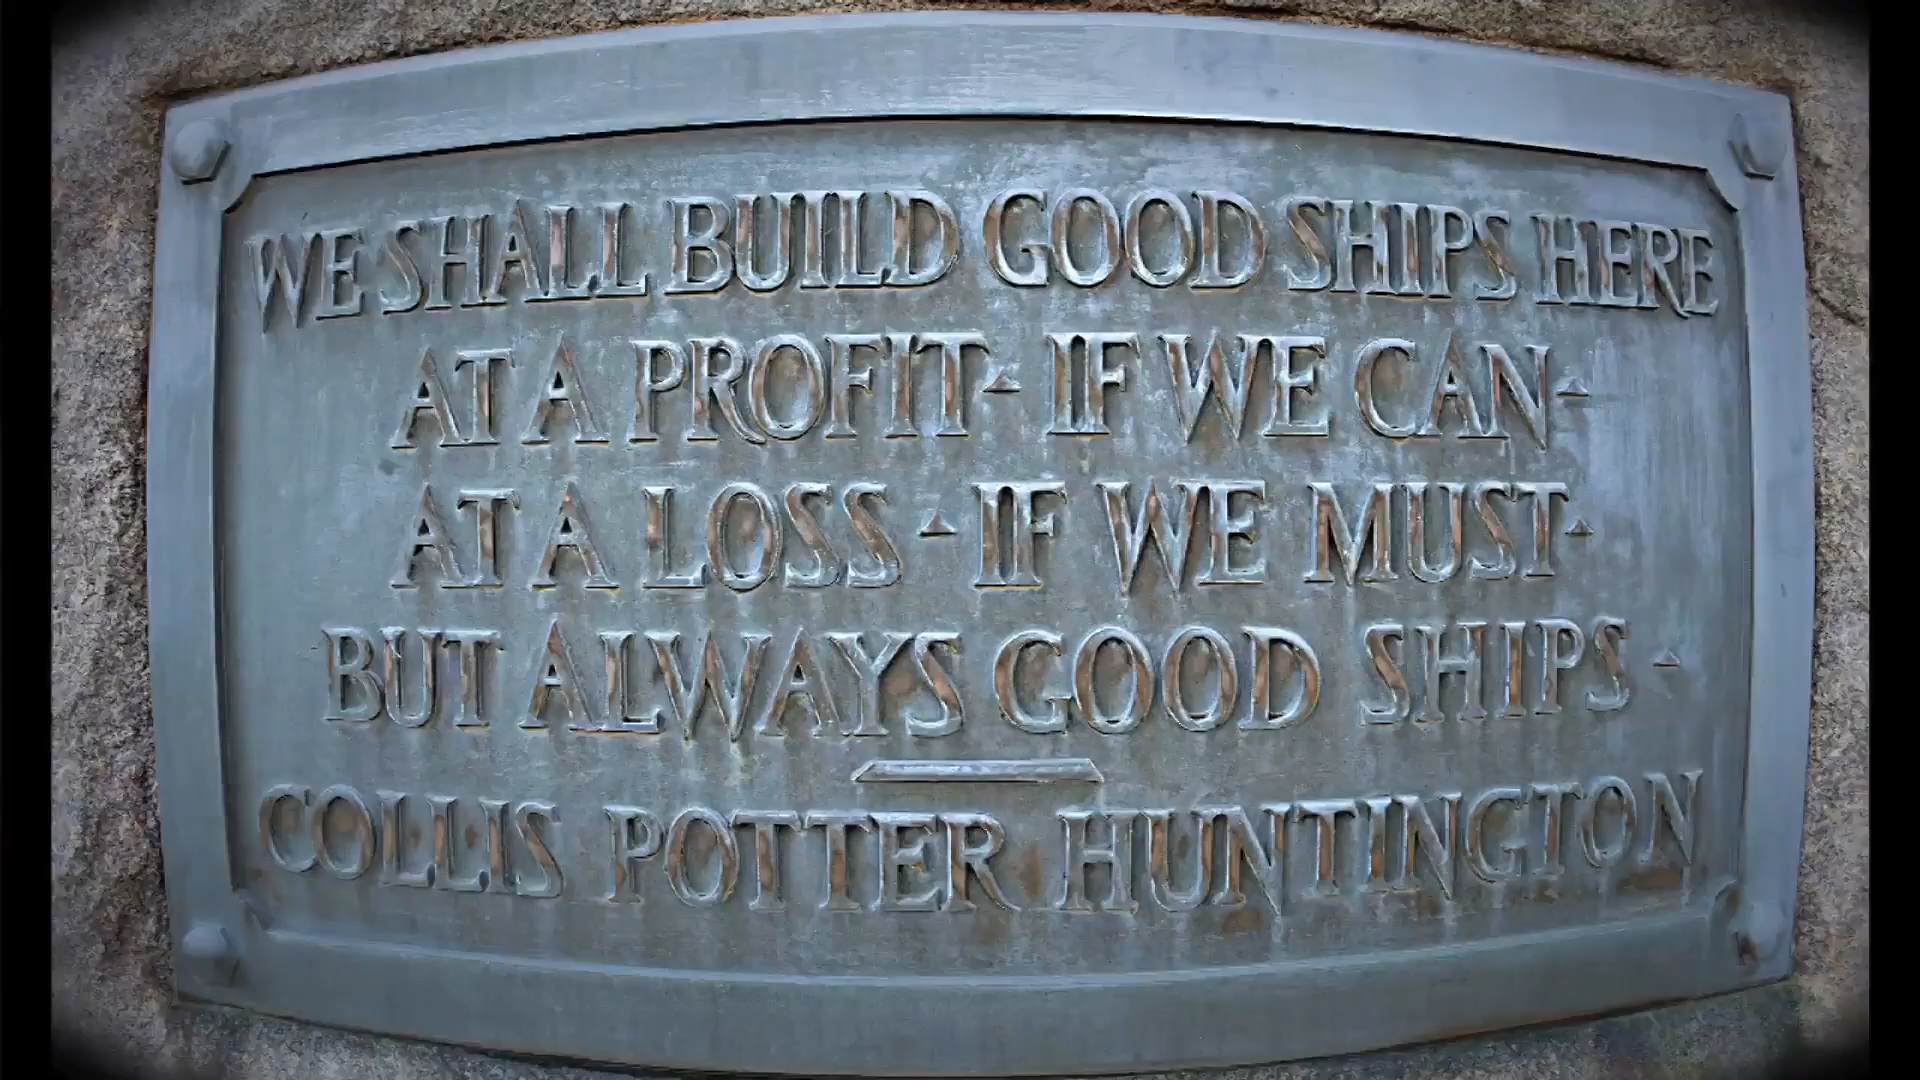 WE SHALL BUILD GOOD SHIPS HERE
AT A PROFIT - IF WE CAN -
AT A LOSS - IF WE MUST -
BUT ALWAYS GOOD SHIPS -
COLLIS POTTER HUNTINGTON